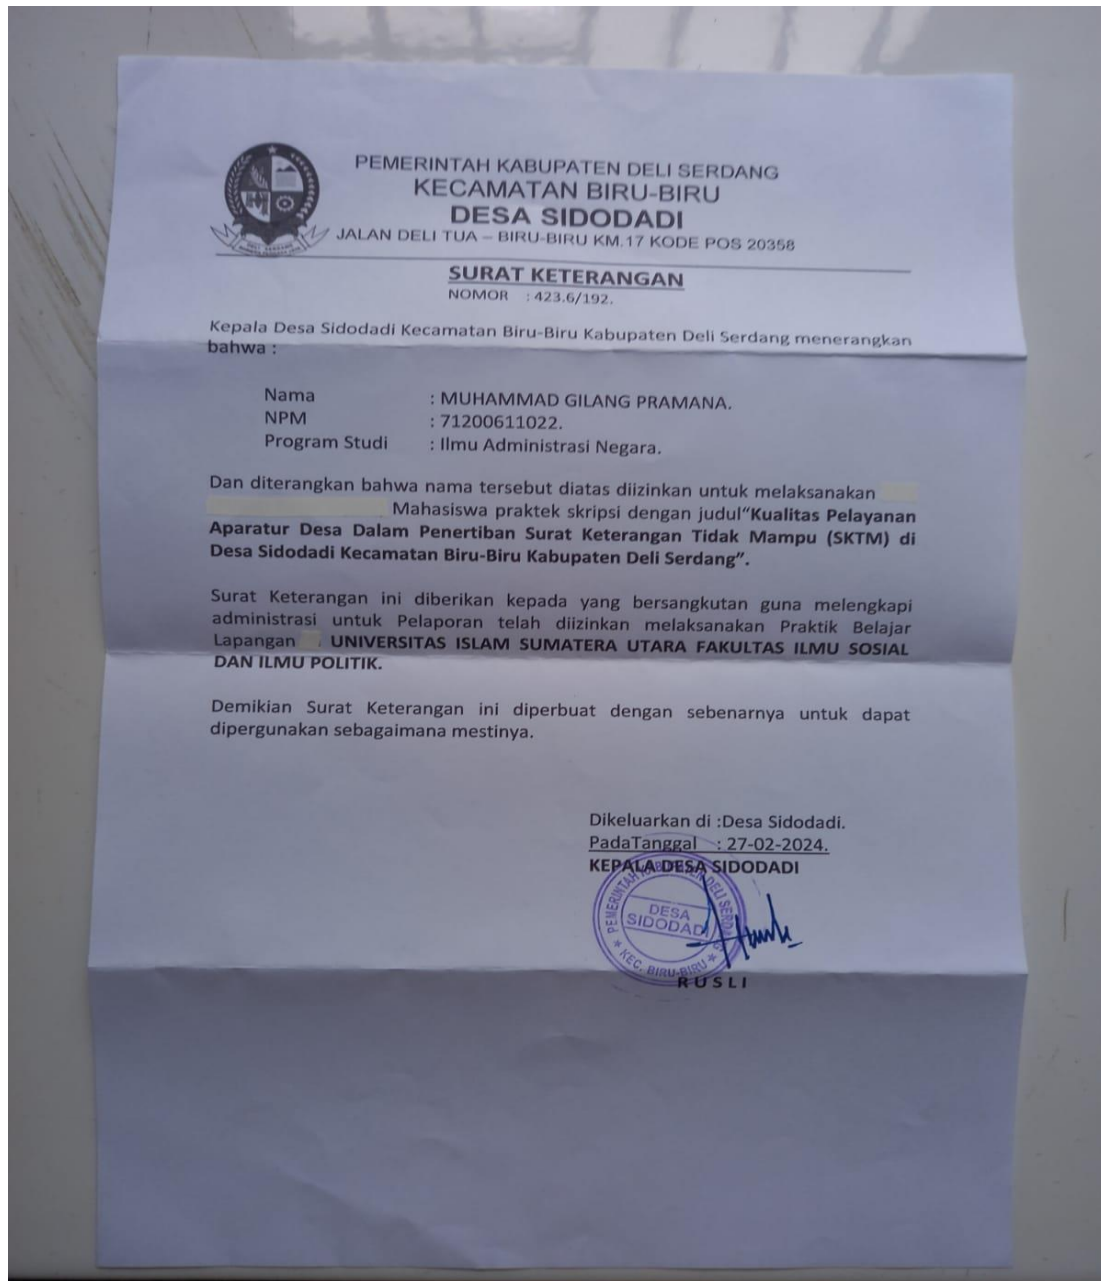 PEMERINTAH KABUPATEN DELI SERDANG
KECAMATAN BIRU-BIRU
DESA SIDODADI
JALAN DELI TUA – BIRU-BIRU KM.17 KODE POS 20358
DELI SERDANG
SURAT KETERANGAN
NOMOR : 423.6/192.
Kepala Desa Sidodadi Kecamatan Biru-Biru Kabupaten Deli Serdang menerangkan
bahwa :
Nama : MUHAMMAD GILANG PRAMANA.
NPM : 71200611022.
Program Studi : Ilmu Administrasi Negara.
Dan diterangkan bahwa nama tersebut diatas diizinkan untuk melaksanakan
Mahasiswa praktek skripsi dengan judul“Kualitas Pelayanan
Aparatur Desa Dalam Penertiban Surat Keterangan Tidak Mampu (SKTM) di
Desa Sidodadi Kecamatan Biru-Biru Kabupaten Deli Serdang”.
Surat Keterangan ini diberikan kepada yang bersangkutan guna melengkapi
administrasi untuk Pelaporan telah diizinkan melaksanakan Praktik Belajar
Lapangan . UNIVERSITAS ISLAM SUMATERA UTARA FAKULTAS ILMU SOSIAL
DAN ILMU POLITIK.
Demikian Surat Keterangan ini diperbuat dengan sebenarnya untuk dapat
dipergunakan sebagaimana mestinya.
Dikeluarkan di :Desa Sidodadi.
PadaTanggal : 27-02-2024.
KEPALA DESA SIDODADI
PEMERINTAH KABUPATEN DELI SERDANG
DESA
SIDODADI
KEC. BIRU-BIRU
R U S L I